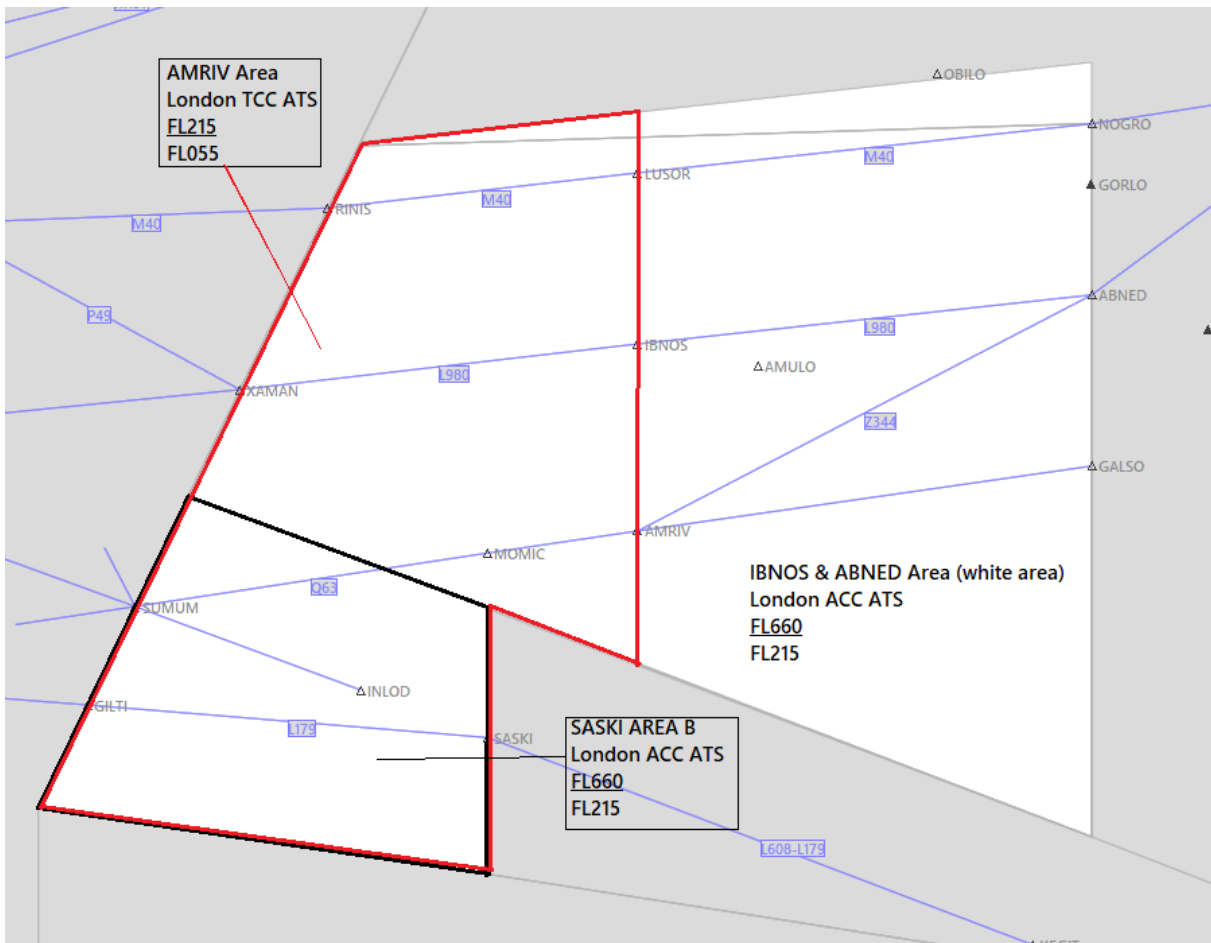 OBILO
AMRIV Area
London TCC ATS
FL215
FL055
NOGRO
M40
LUSOR
GORLO
M40
RINIS
M40
ABNED
P49
L980
IBNOS
AMULO
L980
XAMAN
Z344
GALSO
AMRIV
MOMIC
IBNOS & ABNED Area (white area)
London ACC ATS
FL660
FL215
Q63
SUMUM
INLOD
GILTI
L179
SASKI
SASKI AREA B
London ACC ATS
FL660
FL215
L608-L179